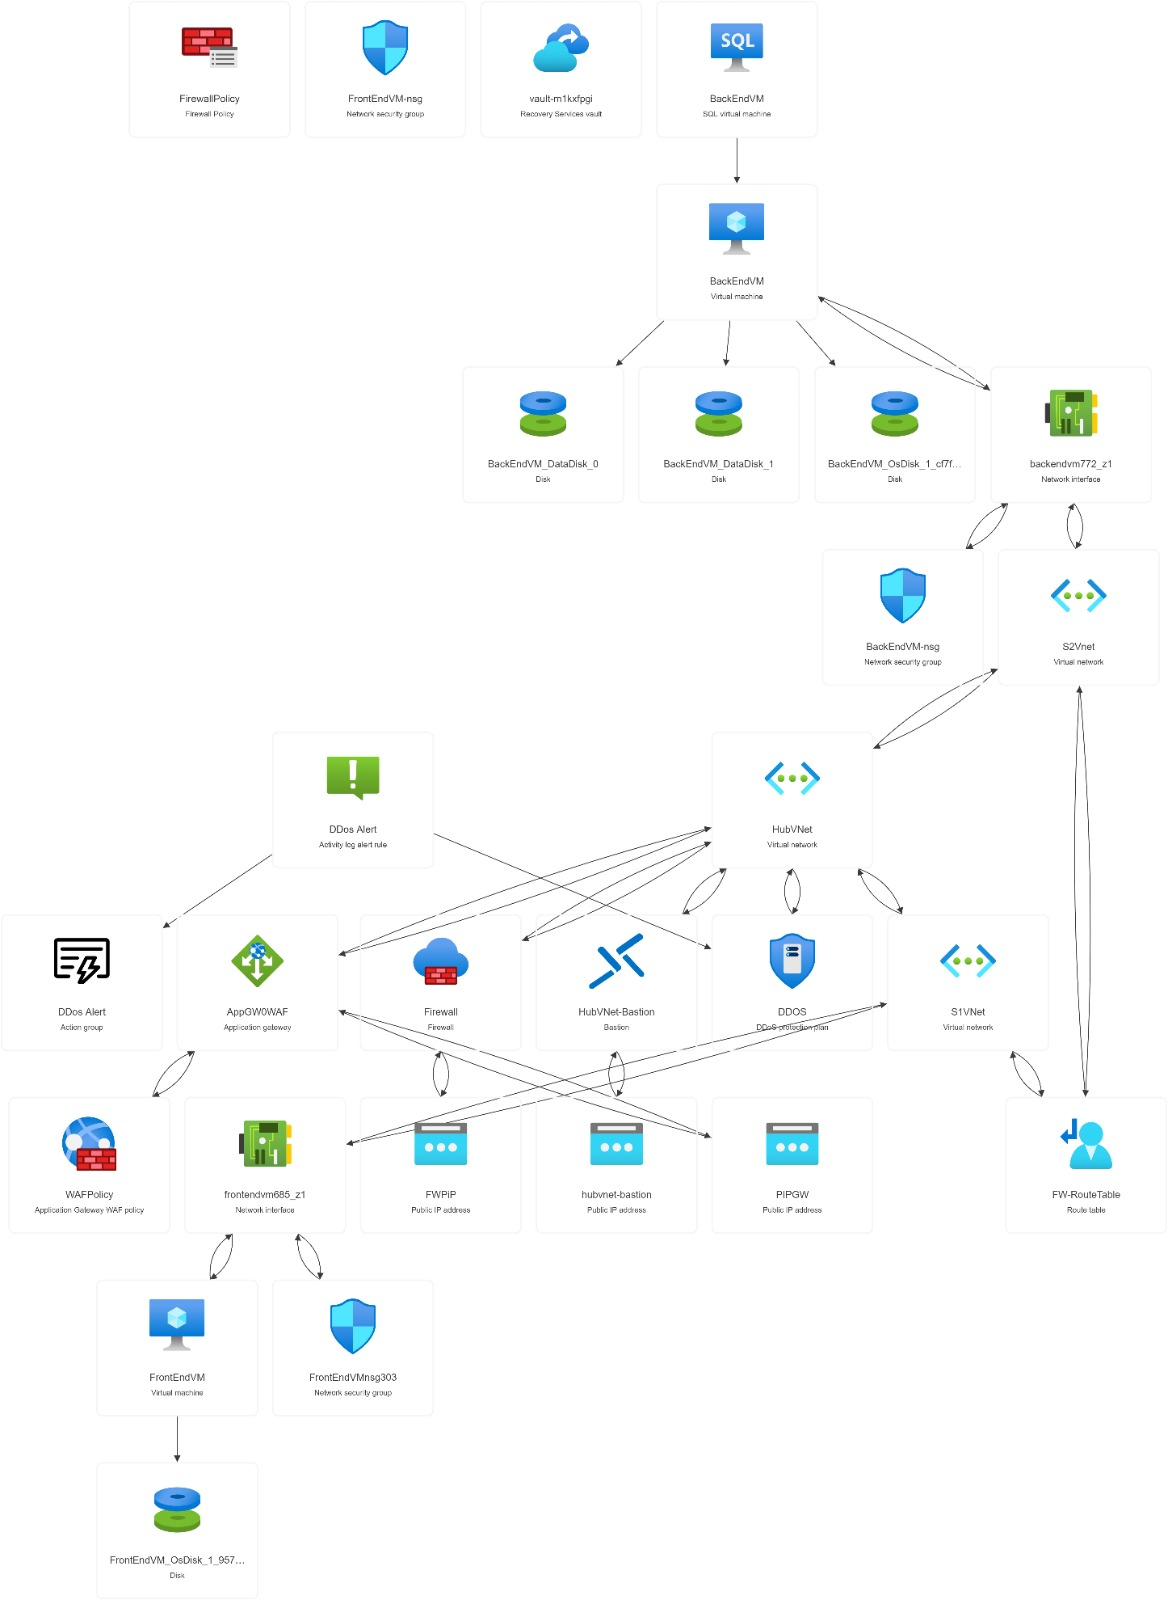 FirewallPolicy
Firewall Policy
FrontEndVM-nsg
Network security group
vault-m1kxfpgi
Recovery Services vault
SQL
BackEndVM
SQL virtual machine
BackEndVM
Virtual machine
BackEndVM_DataDisk_0
Disk
BackEndVM_DataDisk_1
Disk
BackEndVM_OsDisk_1_cf7f...
Disk
backendvm772_z1
Network interface
BackEndVM-nsg
Network security group
S2Vnet
Virtual network
DDos Alert
Activity log alert rule
HubVNet
Virtual network
DDos Alert
Action group
AppGW0WAF
Application gateway
Firewall
Firewall
HubVNet-Bastion
Bastion
DDOS
DDoS protection plan
S1VNet
Virtual network
WAFPolicy
Application Gateway WAF policy
frontendvm685_z1
Network interface
FWPiP
Public IP address
hubvnet-bastion
Public IP address
PIPGW
Public IP address
FW-RouteTable
Route table
FrontEndVM
Virtual machine
FrontEndVMnsg303
Network security group
FrontEndVM_OsDisk_1_957...
Disk